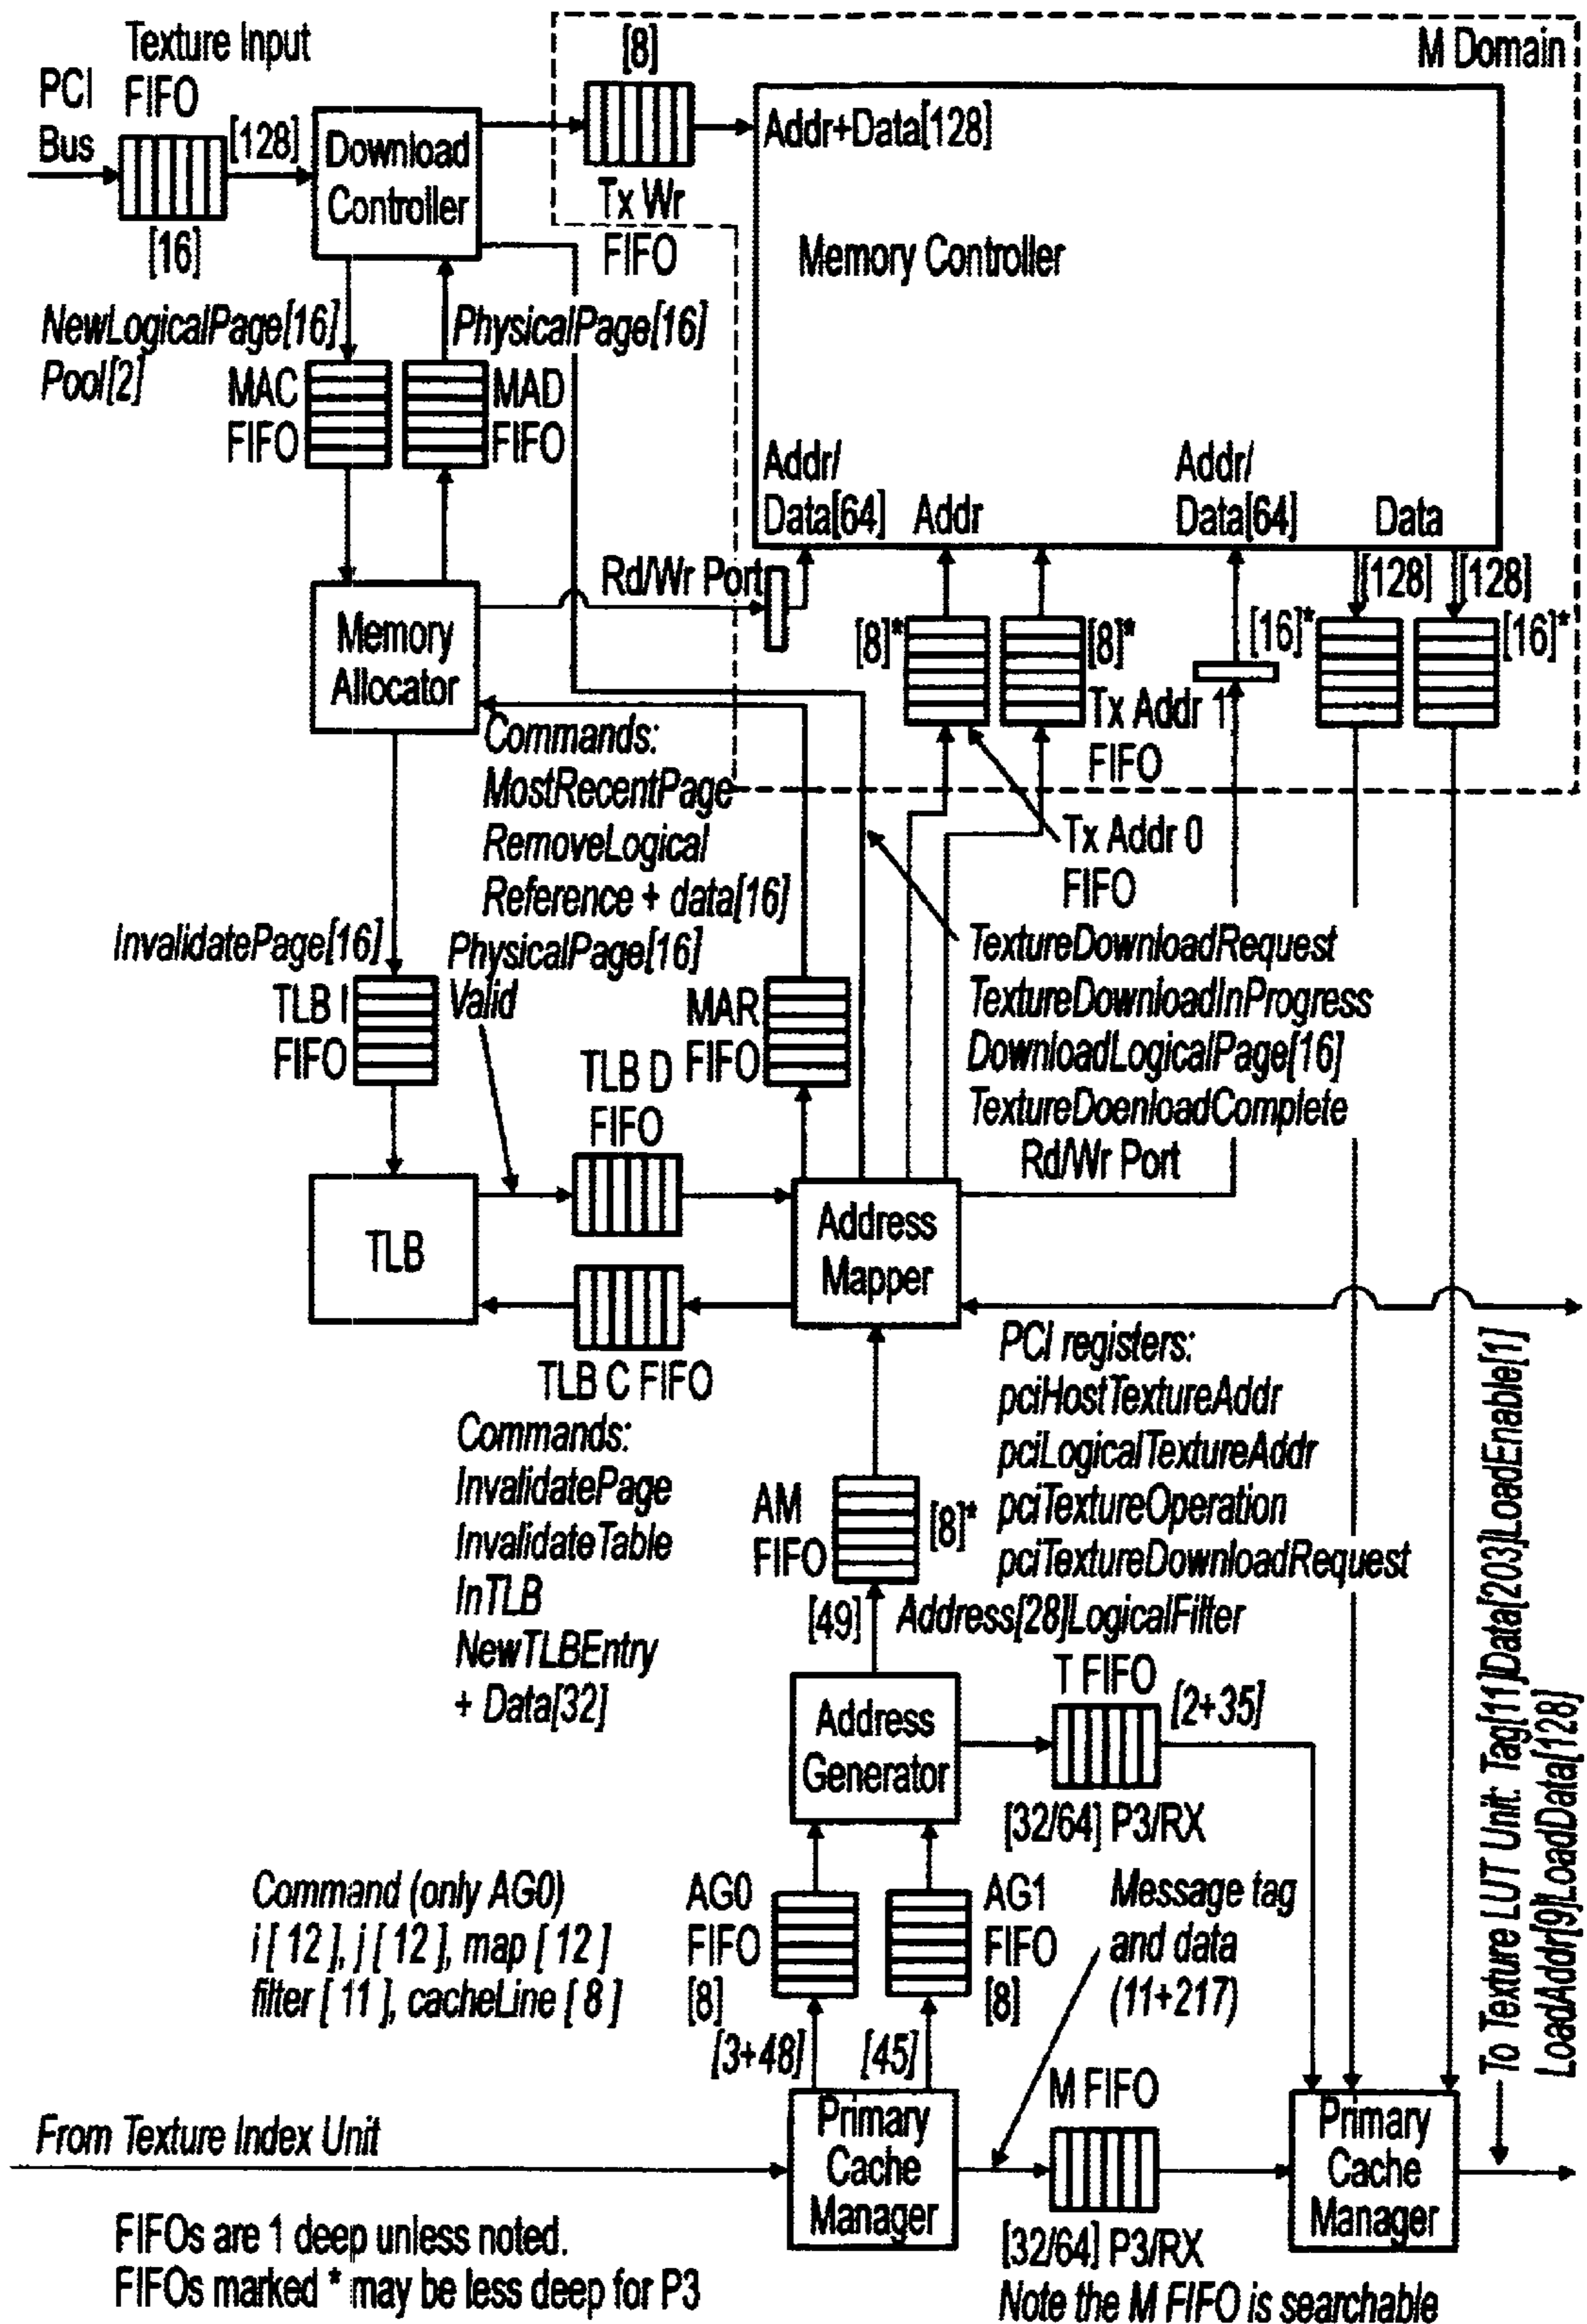 Texture Input
FIFO
PCI
Bus
[128]
[16]
Download
Controller
[8]
Tx Wr
FIFO
M Domain
Addr+Data[128]
Memory Controller
NewLogicalPage[16]
Pool[2]
PhysicalPage[16]
MAC
FIFO
MAD
FIFO
Addr/
Data[64]
Addr
Addr/
Data[64]
Data
Rd/Wr Port
[128]
[128]
[8]*
[8]*
[16]*
[16]*
Memory
Allocator
Tx Addr 1
FIFO
Commands:
MostRecentPage
RemoveLogical
Reference + data[16]
Tx Addr 0
FIFO
InvalidatePage[16]
PhysicalPage[16]
Valid
TLB I
FIFO
MAR
FIFO
TLB D
FIFO
TextureDownloadRequest
TextureDownloadInProgress
DownloadLogicalPage[16]
TextureDoenloadComplete
Rd/Wr Port
TLB
Address
Mapper
TLB C FIFO
Commands:
InvalidatePage
InvalidateTable
InTLB
NewTLBEntry
+ Data[32]
PCI registers:
pciHostTextureAddr
pciLogicalTextureAddr
pciTextureOperation
pciTextureDownloadRequest
AM
FIFO
[8]*
[49]
Address[28]LogicalFilter
T FIFO
[2+35]
Address
Generator
[32/64] P3/RX
To Texture LUT Unit: Tag[11]Data[203]LoadEnable[1]
LoadAddr[9]LoadData[128]
Command (only AG0)
i [ 12 ], j [ 12 ], map [ 12 ]
filter [ 11 ], cacheLine [ 8 ]
AG0
FIFO
[8]
AG1
FIFO
[8]
Message tag
and data
(11+217)
[3+48]
[45]
M FIFO
From Texture Index Unit
Primary
Cache
Manager
Primary
Cache
Manager
[32/64] P3/RX
Note the M FIFO is searchable
FIFOs are 1 deep unless noted.
FIFOs marked * may be less deep for P3